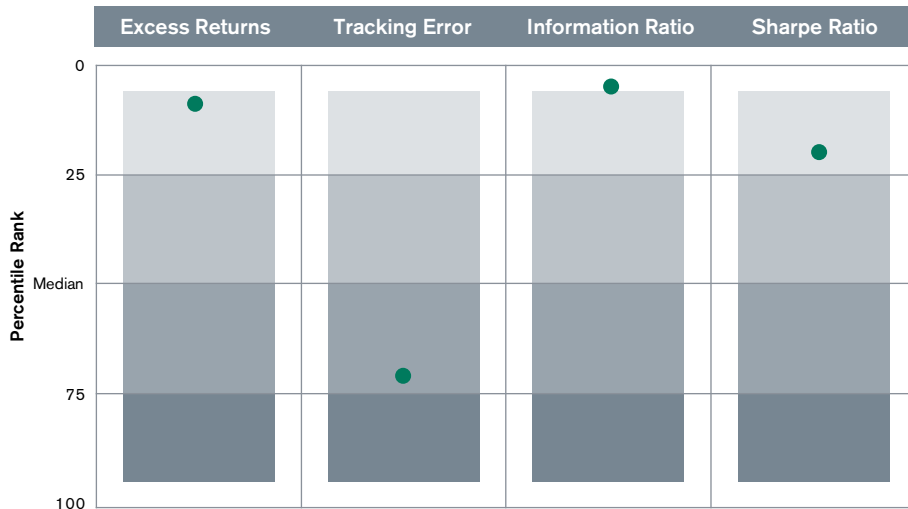 Excess Returns
Tracking Error
Information Ratio
Sharpe Ratio
Percentile Rank
0
25
Median
75
100